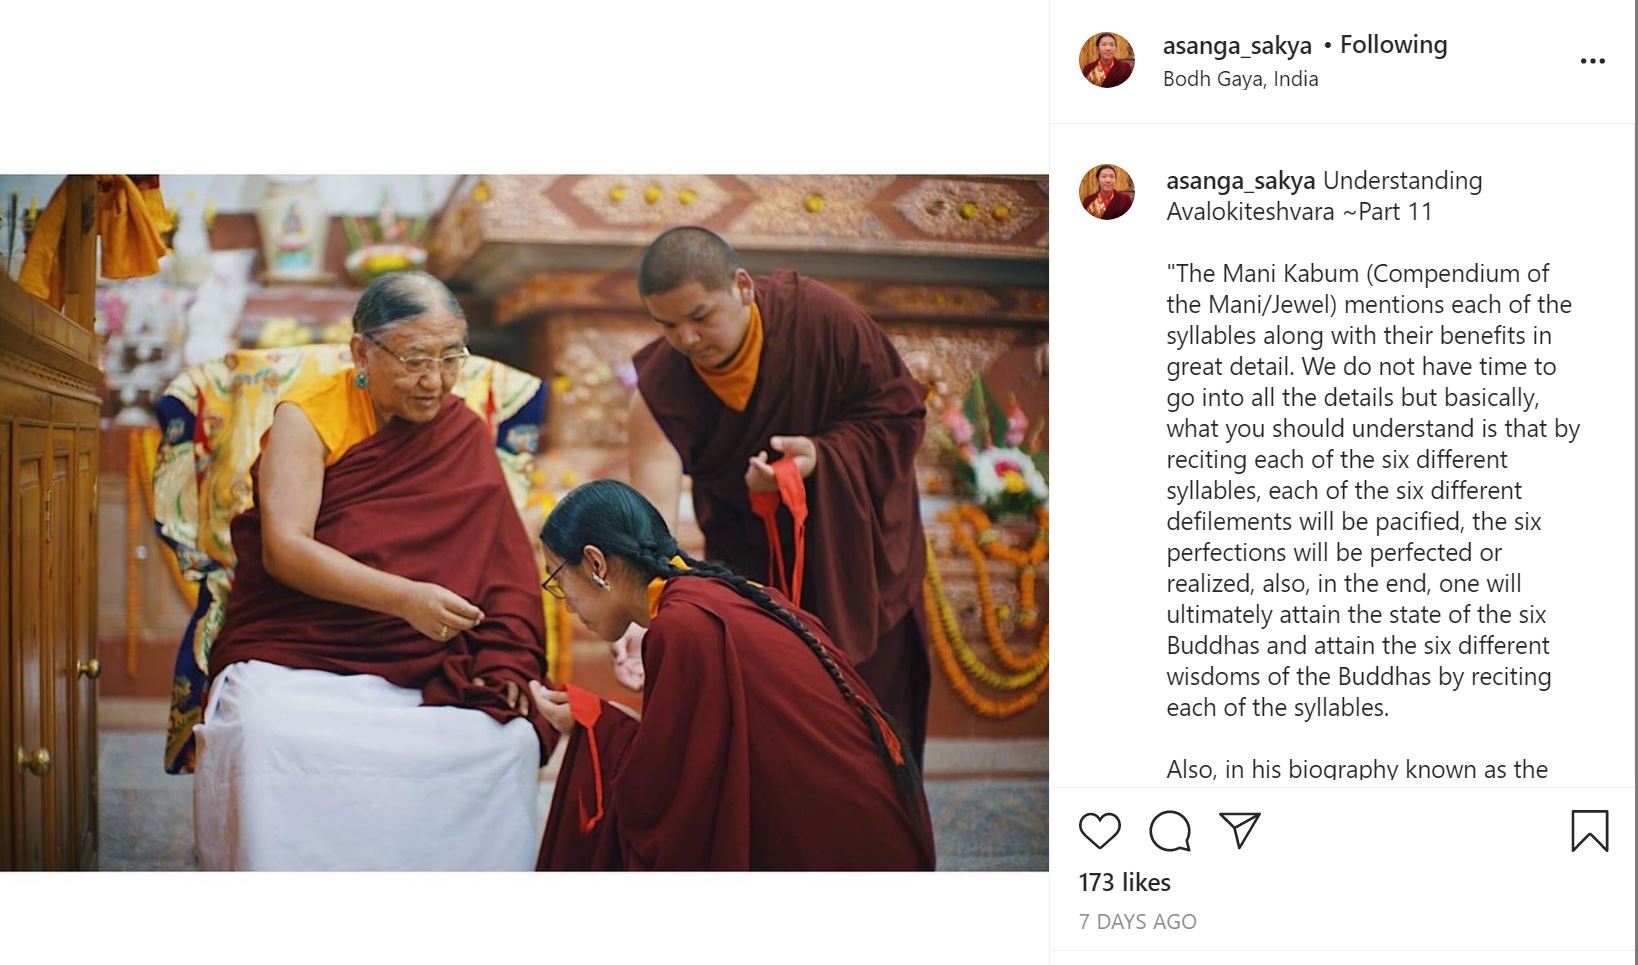 asanga_sakya • Following
Bodh Gaya, India
asanga_sakya Understanding
Avalokiteshvara ~Part 11
"The Mani Kabum (Compendium of
the Mani/Jewel) mentions each of the
syllables along with their benefits in
great detail. We do not have time to
go into all the details but basically,
what you should understand is that by
reciting each of the six different
syllables, each of the six different
defilements will be pacified, the six
perfections will be perfected or
realized, also, in the end, one will
ultimately attain the state of the six
Buddhas and attain the six different
wisdoms of the Buddhas by reciting
each of the syllables.
Also, in his biography known as the
173 likes
7 DAYS AGO